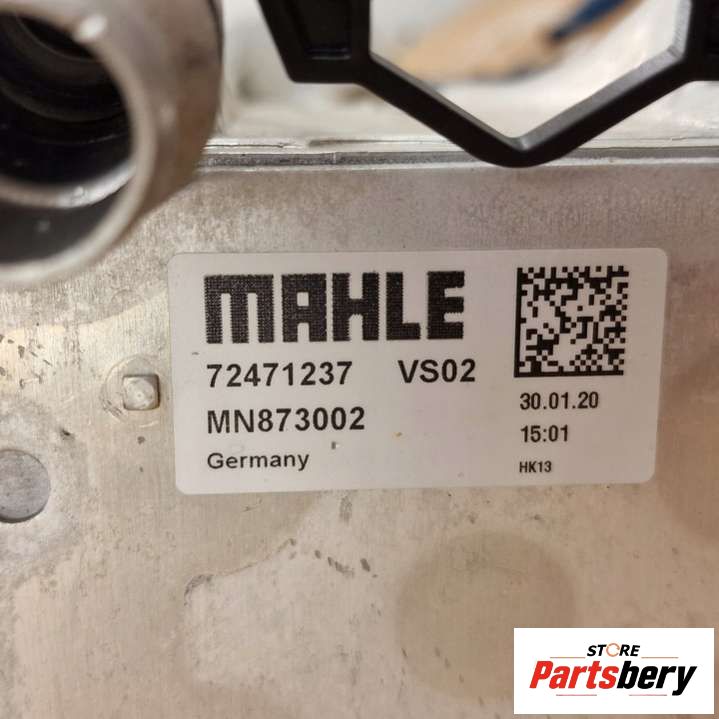 MAHLE
72471237 VS02
MN873002
Germany
30.01.20
15:01
HK13
STORE
Partsbery